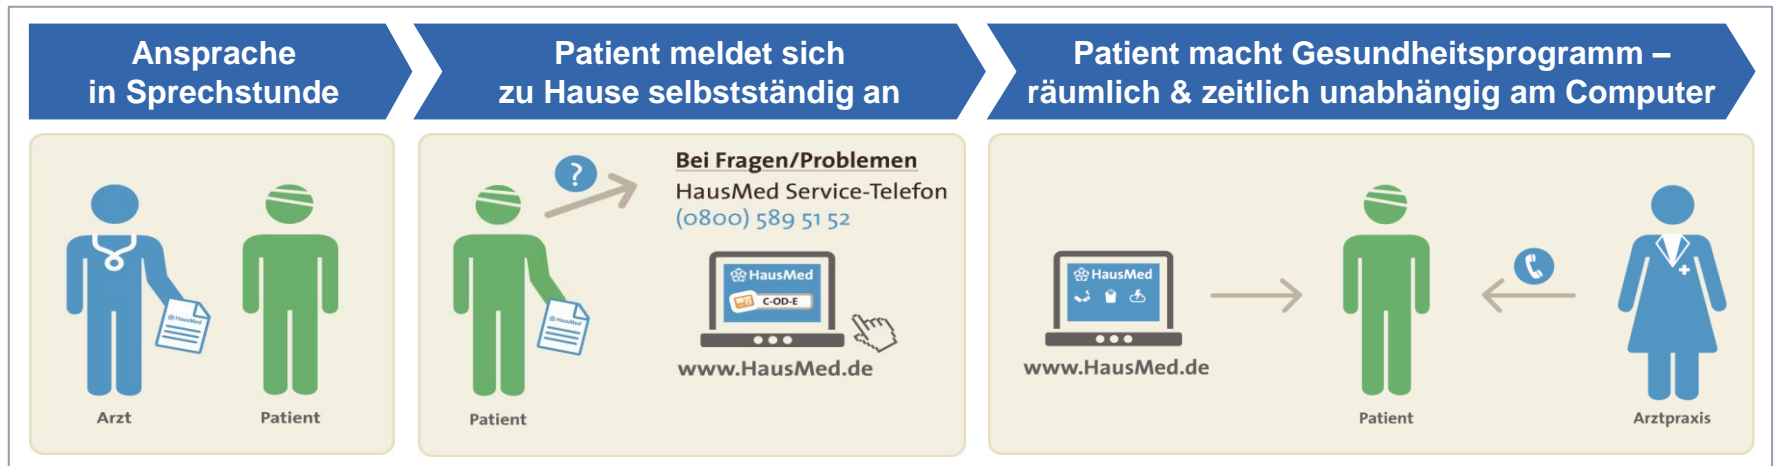 Ansprache
in Sprechstunde
Patient meldet sich
zu Hause selbstständig an
Patient macht Gesundheitsprogramm –
räumlich & zeitlich unabhängig am Computer
HausMed
Arzt
Patient
Bei Fragen/Problemen
HausMed Service-Telefon
(0800) 589 51 52
?
HausMed
C-OD-E
HausMed
www.HausMed.de
Patient
HausMed
www.HausMed.de
Patient
Arztpraxis